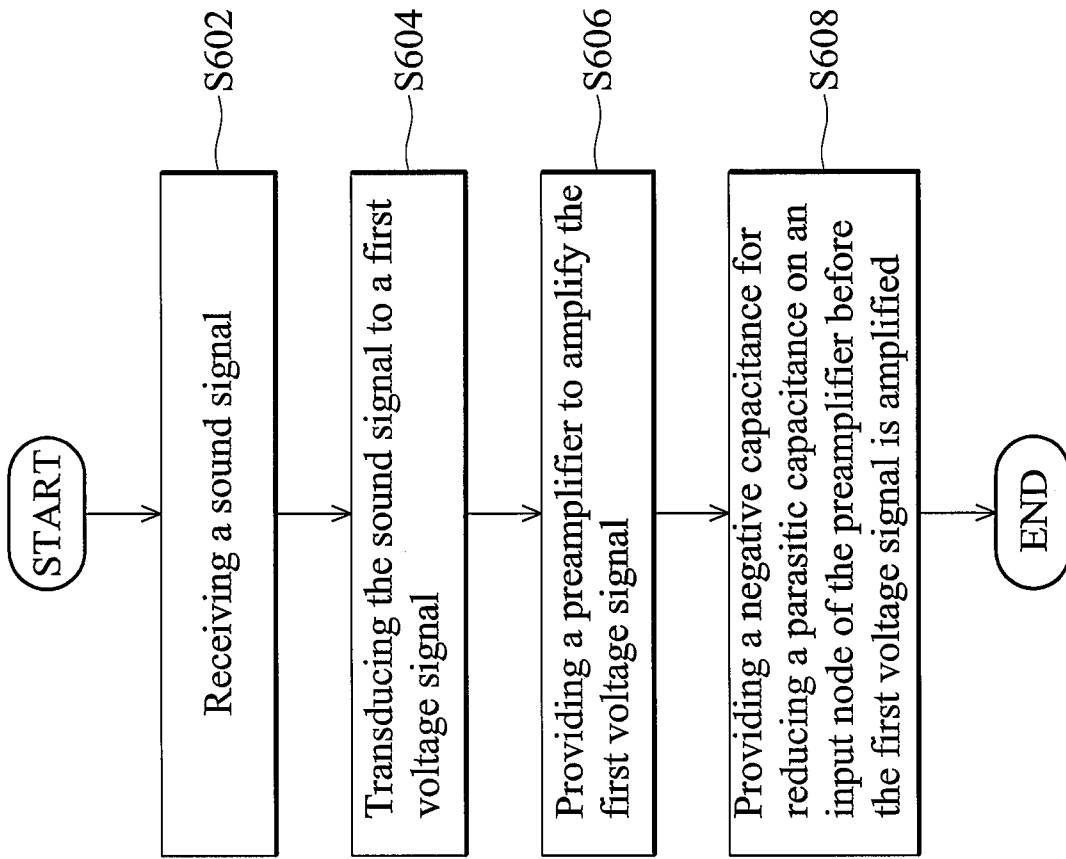 START
Receiving a sound signal
S602
Transducing the sound signal to a first
voltage signal
S604
Providing a preamplifier to amplify the
first voltage signal
S606
Providing a negative capacitance for
reducing a parasitic capacitance on an
input node of the preamplifier before
the first voltage signal is amplified
S608
END